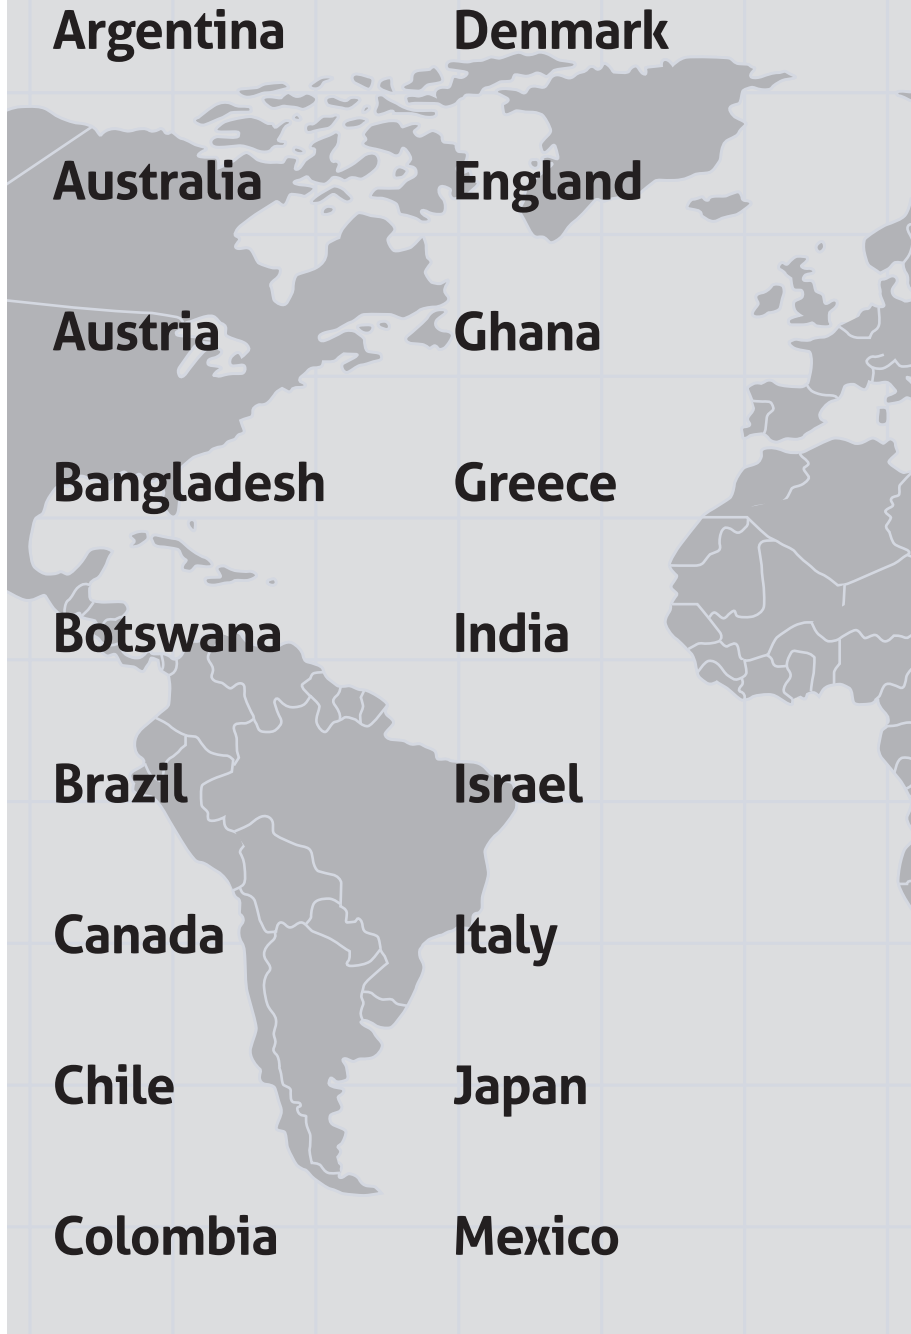 Argentina
Australia
Austria
Bangladesh
Botswana
Brazil
Canada
Chile
Colombia
Denmark
England
Ghana
Greece
India
Israel
Italy
Japan
Mexico